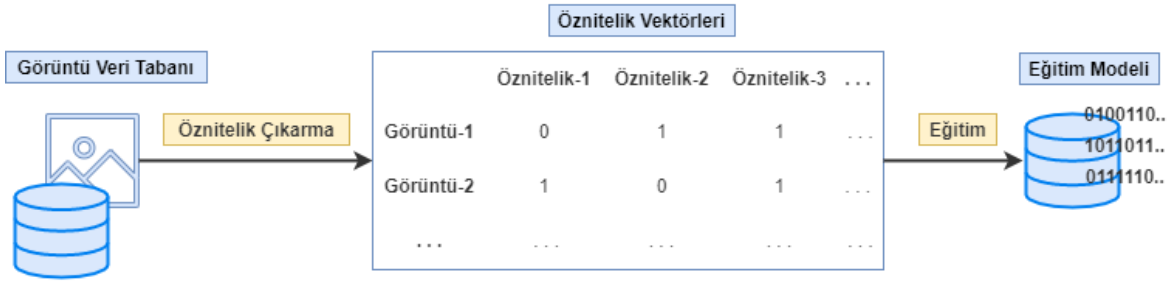 Öznitelik Vektörleri
Görüntü Veri Tabanı
Eğitim Modeli
Öznitelik-1 Öznitelik-2 Öznitelik-3 ...
Öznitelik Çıkarma
Görüntü-1 0 1 1 ...
Görüntü-2 1 0 1 ...
... ... ... ... ...
Eğitim
0100110..
1011011..
0111110..